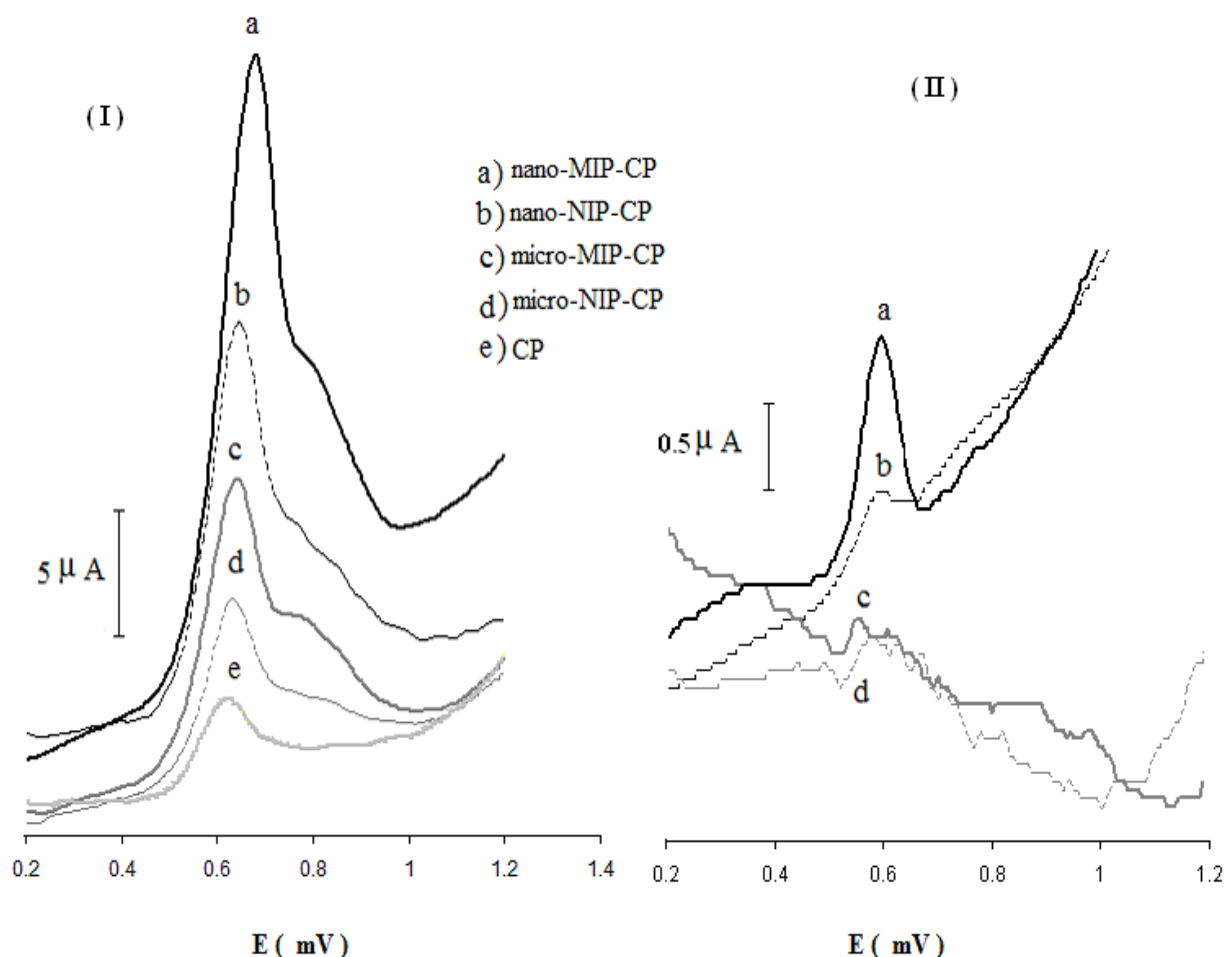 a
(I)
(II)
a) nano-MIP-CP
b) nano-NIP-CP
c) micro-MIP-CP
d) micro-NIP-CP
e) CP
b
a
c
0.5 μ A
b
5 μ A
d
e
c
d
0.2 0.4 0.6 0.8 1 1.2 1.4
0.2 0.4 0.6 0.8 1 1.2
E ( mV)
E ( mV)